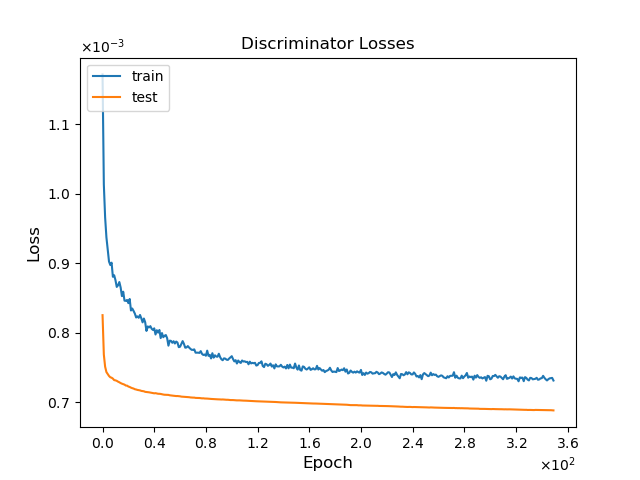 Discriminator Losses
×10⁻³
train
test
1.1
1.0
0.9
0.8
0.7
Loss
0.0 0.4 0.8 1.2 1.6 2.0 2.4 2.8 3.2 3.6
Epoch
×10²